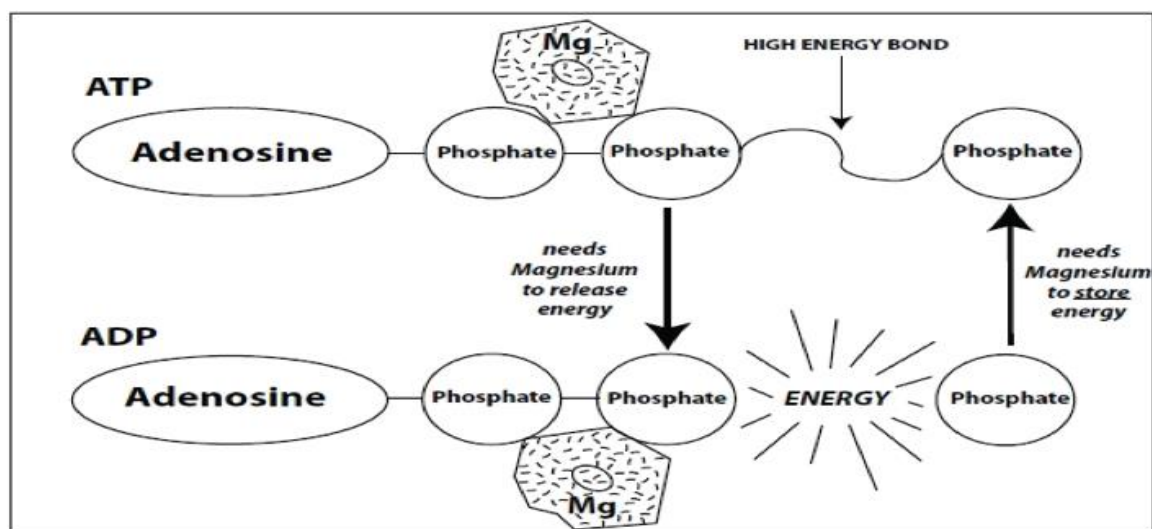 Mg
HIGH ENERGY BOND
ATP
Adenosine
Phosphate
Phosphate
Phosphate
needs
Magnesium
to release
energy
needs
Magnesium
to store
energy
ADP
Adenosine
Phosphate
Phosphate
ENERGY
Phosphate
Mg